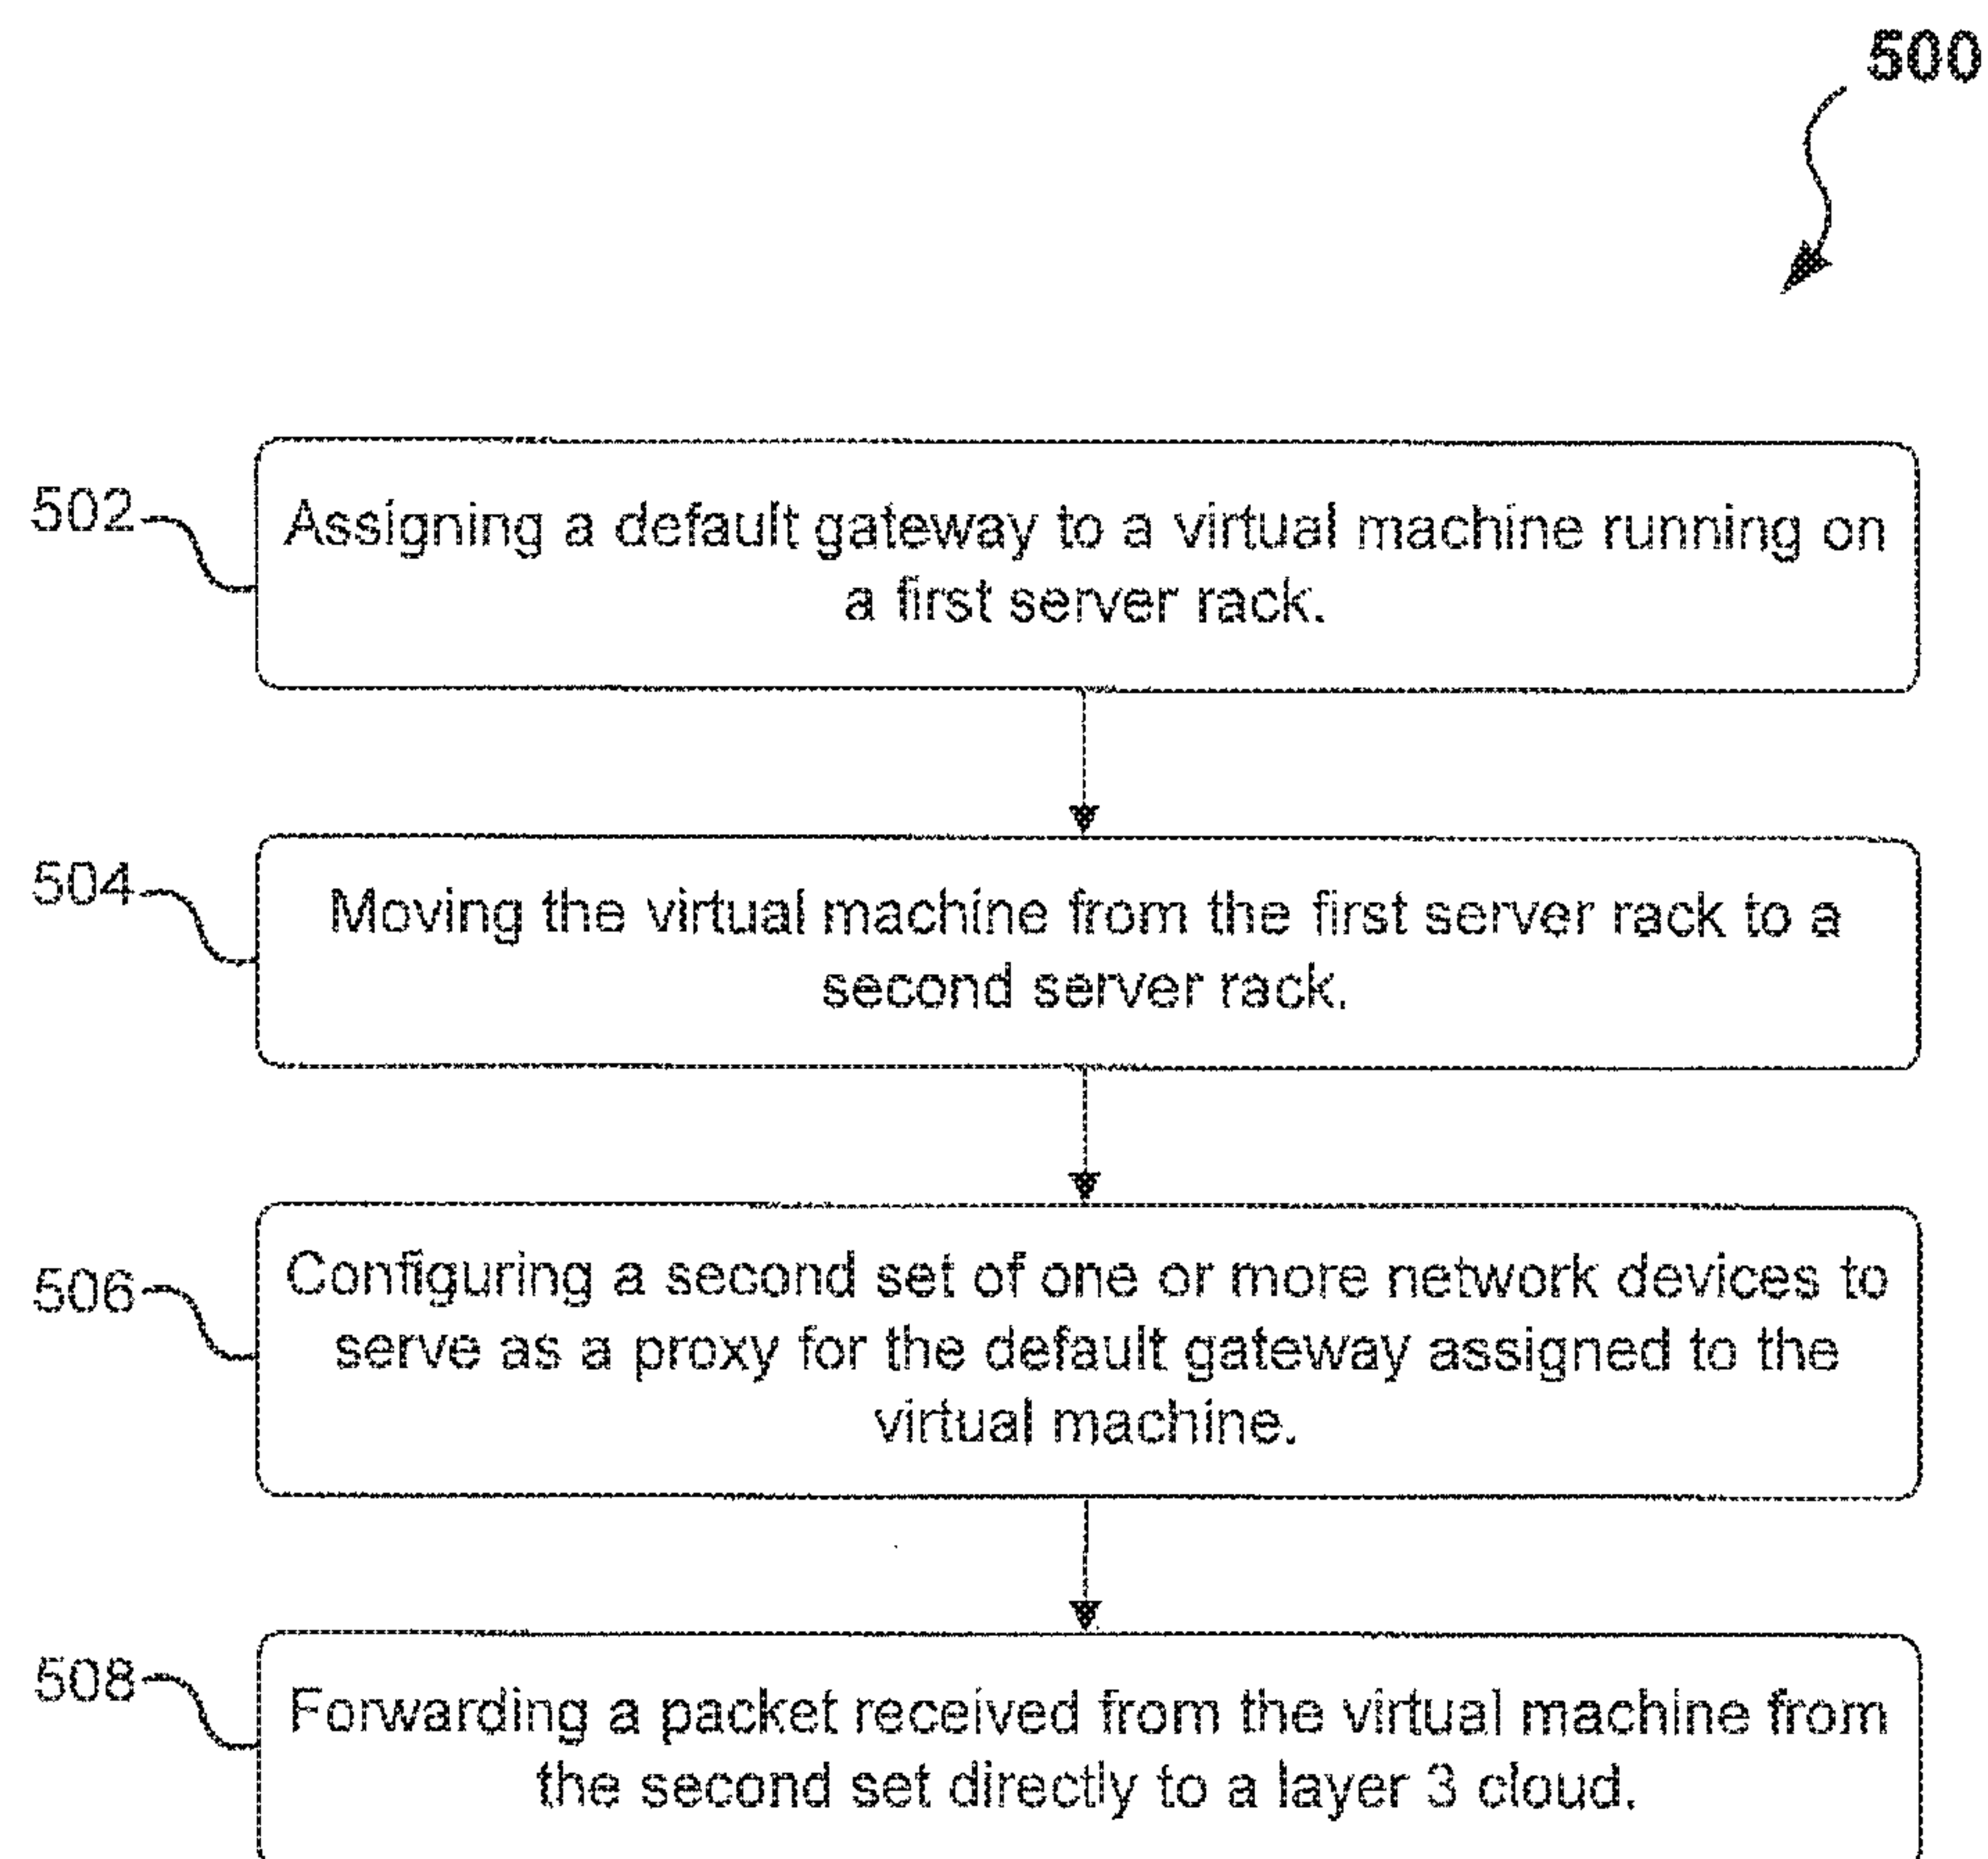 500
502
Assigning a default gateway to a virtual machine running on
a first server rack.
504
Moving the virtual machine from the first server rack to a
second server rack.
506
Configuring a second set of one or more network devices to
serve as a proxy for the default gateway assigned to the
virtual machine.
508
Forwarding a packet received from the virtual machine from
the second set directly to a layer 3 cloud.